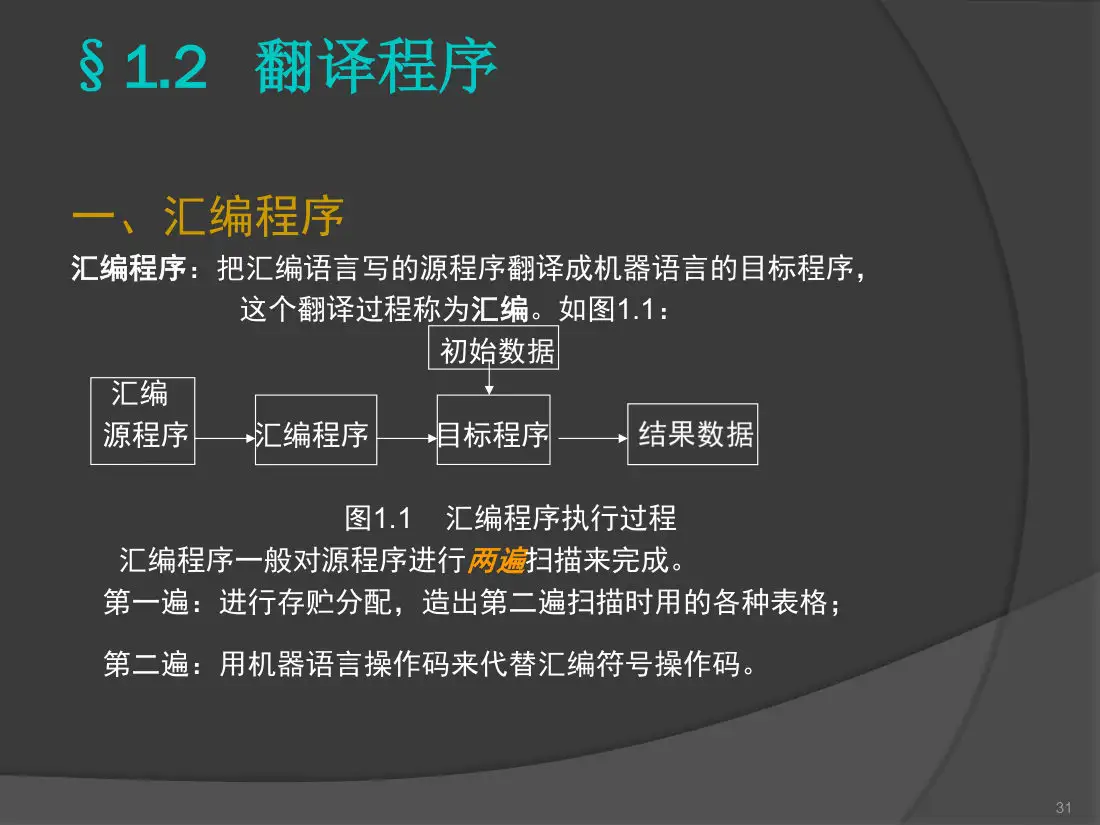 §1.2 翻译程序
一、汇编程序
汇编程序：把汇编语言写的源程序翻译成机器语言的目标程序，
这个翻译过程称为汇编。如图1.1：
初始数据
汇编
源程序
汇编程序
目标程序
结果数据
图1.1 汇编程序执行过程
汇编程序一般对源程序进行两遍扫描来完成。
第一遍：进行存贮分配，造出第二遍扫描时用的各种表格；
第二遍：用机器语言操作码来代替汇编符号操作码。
31